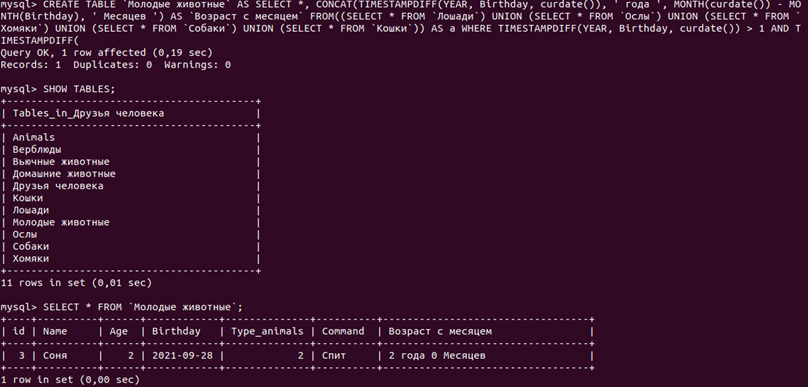 mysql> CREATE TABLE `Молодые животные` AS SELECT *, CONCAT(TIMESTAMPDIFF(YEAR, Birthday, curdate()), ' года ', MONTH(curdate()) - MO
NTH(Birthday), ' Месяцев ') AS `Возраст с месяцем` FROM((SELECT * FROM `Лошади`) UNION (SELECT * FROM `Ослы`) UNION (SELECT * FROM `
Хомяки`) UNION (SELECT * FROM `Собаки`) UNION (SELECT * FROM `Кошки`)) AS a WHERE TIMESTAMPDIFF(YEAR, Birthday, curdate()) > 1 AND T
IMESTAMPDIFF(
Query OK, 1 row affected (0,19 sec)
Records: 1  Duplicates: 0  Warnings: 0
mysql> SHOW TABLES;
+-----------------------------------------+
| Tables_in_Друзья человека               |
+-----------------------------------------+
| Animals                                 |
| Верблюды                                |
| Вьючные животные                        |
| Домашние животные                       |
| Друзья человека                         |
| Кошки                                   |
| Лошади                                  |
| Молодые животные                        |
| Ослы                                    |
| Собаки                                  |
| Хомяки                                  |
+-----------------------------------------+
11 rows in set (0,01 sec)
mysql> SELECT * FROM `Молодые животные`;
+----+----------+------+------------+--------------+---------+----------------------------------+
| id | Name     | Age  | Birthday   | Type_animals | Command | Возраст с месяцем                |
+----+----------+------+------------+--------------+---------+----------------------------------+
|  3 | Соня     |    2 | 2021-09-28 |            2 | Спит    | 2 года 0 Месяцев                 |
+----+----------+------+------------+--------------+---------+----------------------------------+
1 row in set (0,00 sec)